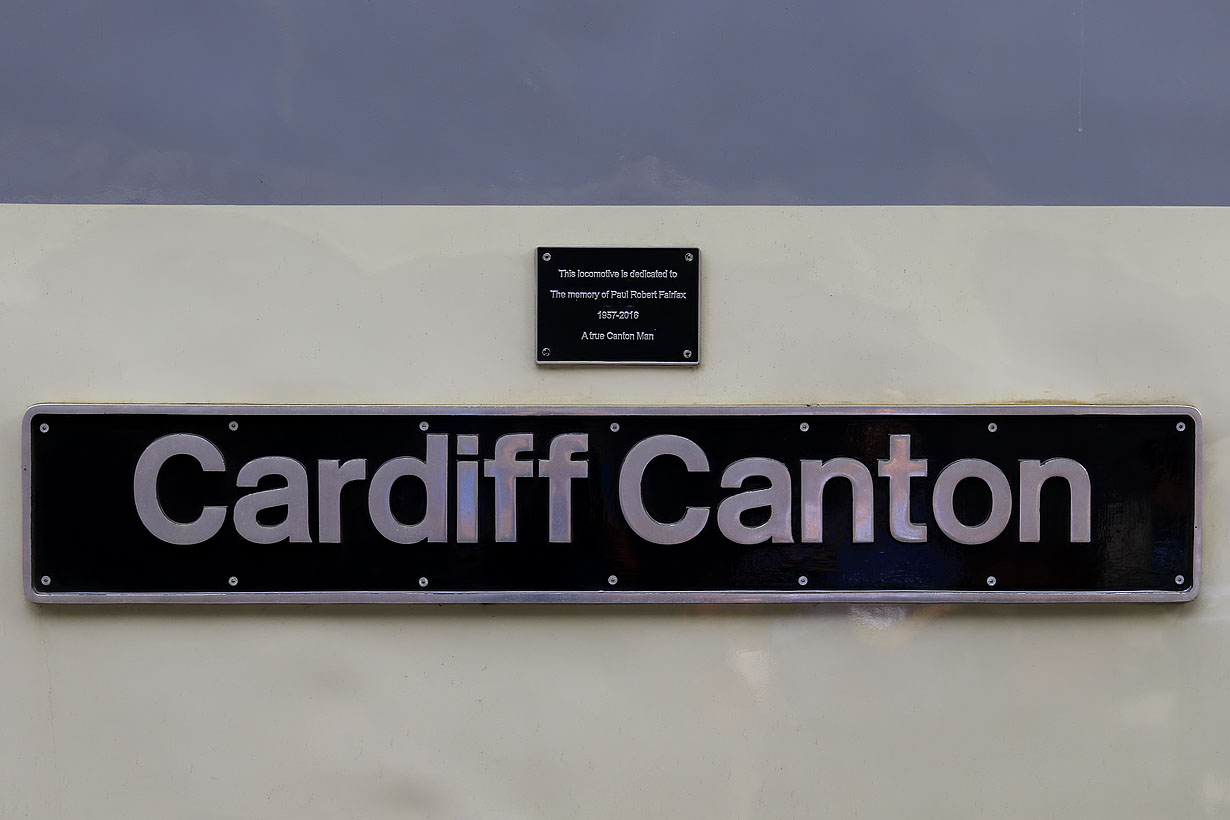 This locomotive is dedicated to
The memory of Paul Robert Fairfax
1957-2016
A true Canton Man
Cardiff Canton